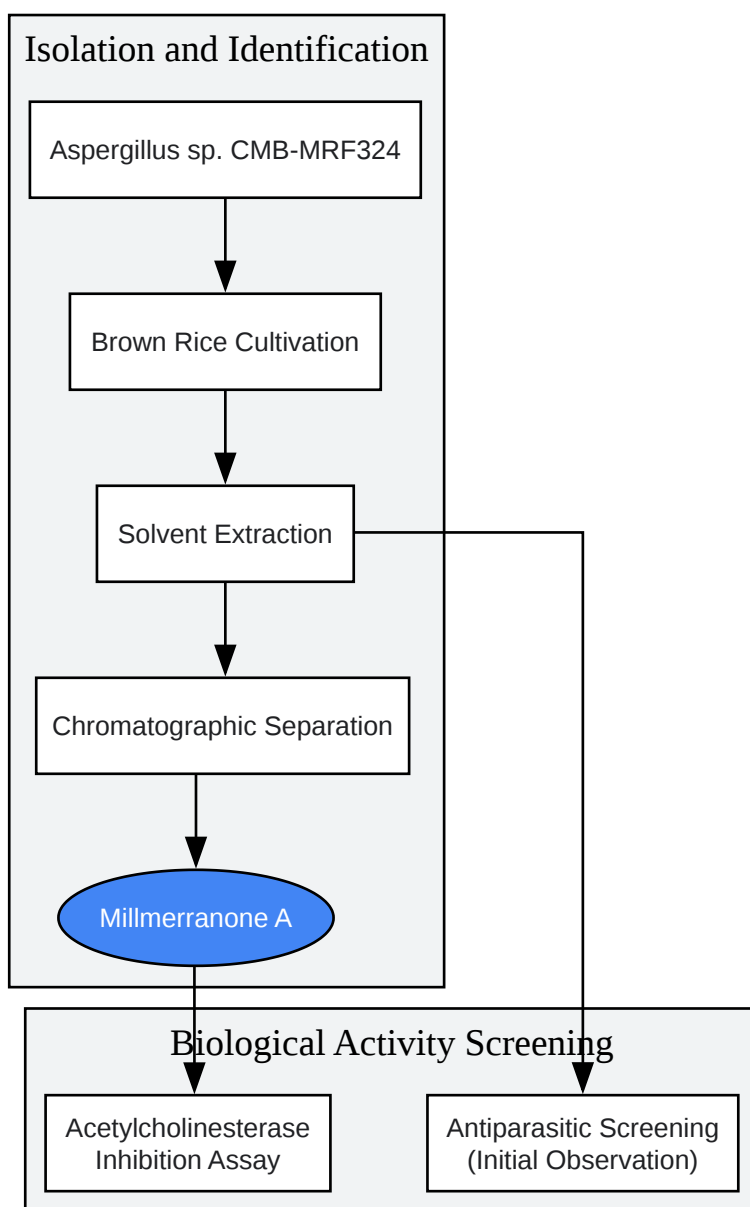 Isolation and Identification
Aspergillus sp. CMB-MRF324
Brown Rice Cultivation
Solvent Extraction
Chromatographic Separation
Millmerranone A
Biological Activity Screening
Acetylcholinesterase
Inhibition Assay
Antiparasitic Screening
(Initial Observation)